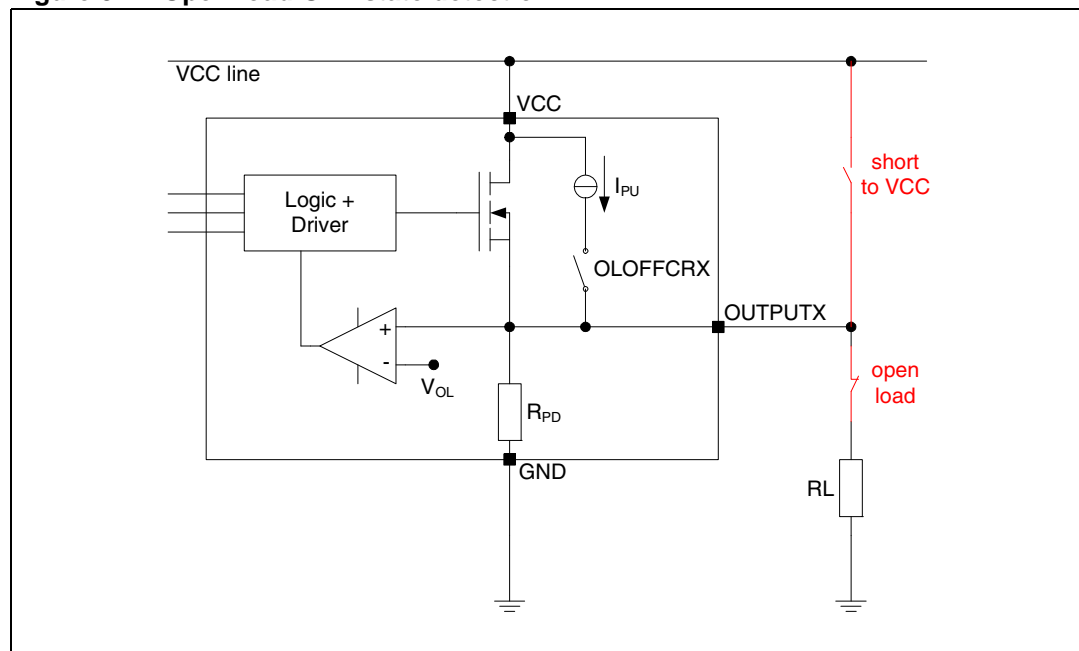 VCC line
VCC
short
to VCC
Logic +
Driver
IPU
OLOFFCRX
OUTPUTX
+
-
VOL
open
load
RPD
GND
RL